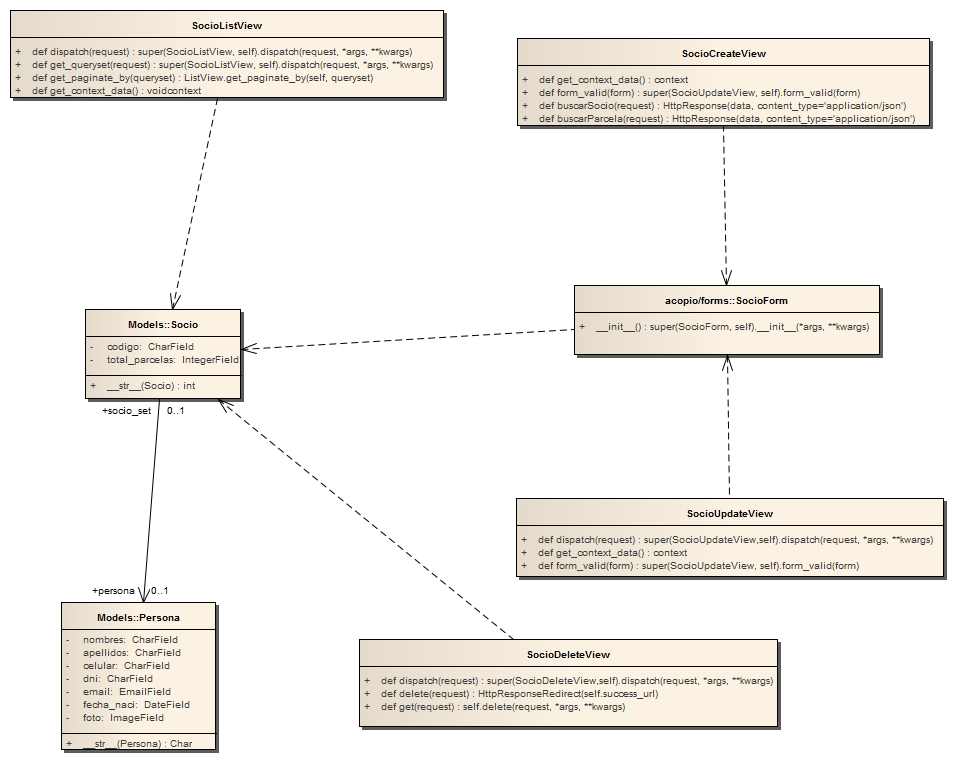 SocioListView
+ def dispatch(request) : super(SocioListView, self).dispatch(request, *args, **kwargs)
+ def get_queryset(request) : super(SocioListView, self).dispatch(request, *args, **kwargs)
+ def get_paginate_by(queryset) : ListView.get_paginate_by(self, queryset)
+ def get_context_data() : voidcontext
SocioCreateView
+ def get_context_data() : context
+ def form_valid(form) : super(SocioUpdateView, self).form_valid(form)
+ def buscarSocio(request) : HttpResponse(data, content_type='application/json')
+ def buscarParcela(request) : HttpResponse(data, content_type='application/json')
acopio/forms::SocioForm
+ __init__() : super(SocioForm, self).__init__(*args, **kwargs)
Models::Socio
- codigo: CharField
- total_parcelas: IntegerField
+ __str__(Socio) : int
+socio_set 0..1
SocioUpdateView
+ def dispatch(request) : super(SocioUpdateView,self).dispatch(request, *args, **kwargs)
+ def get_context_data() : context
+ def form_valid(form) : super(SocioUpdateView, self).form_valid(form)
+persona 0..1
Models::Persona
- nombres: CharField
- apellidos: CharField
- celular: CharField
- dni: CharField
- email: EmailField
- fecha_naci: DateField
- foto: ImageField
+ __str__(Persona) : Char
SocioDeleteView
+ def dispatch(request) : super(SocioDeleteView,self).dispatch(request, *args, **kwargs)
+ def delete(request) : HttpResponseRedirect(self.success_url)
+ def get(request) : self.delete(request, *args, **kwargs)